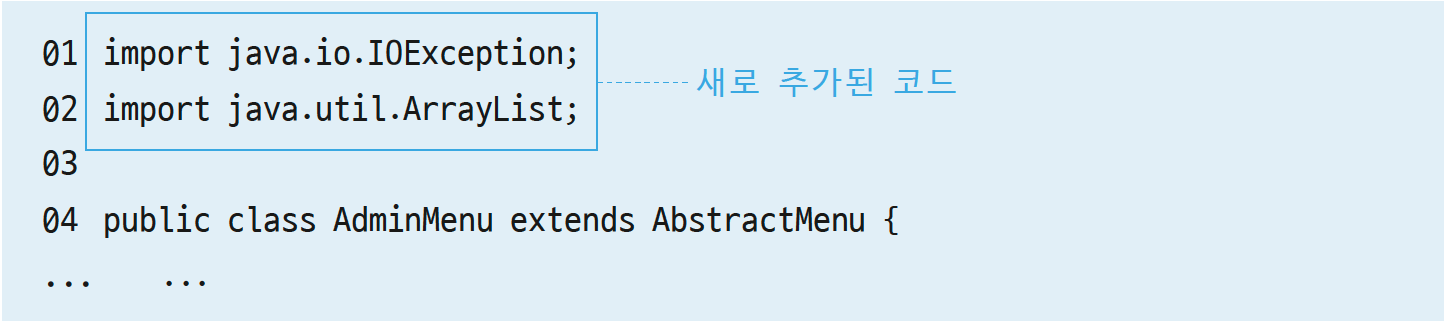 01 import java.io.IOException;
02 import java.util.ArrayList;
새로 추가된 코드
03
04 public class AdminMenu extends AbstractMenu {
... ...